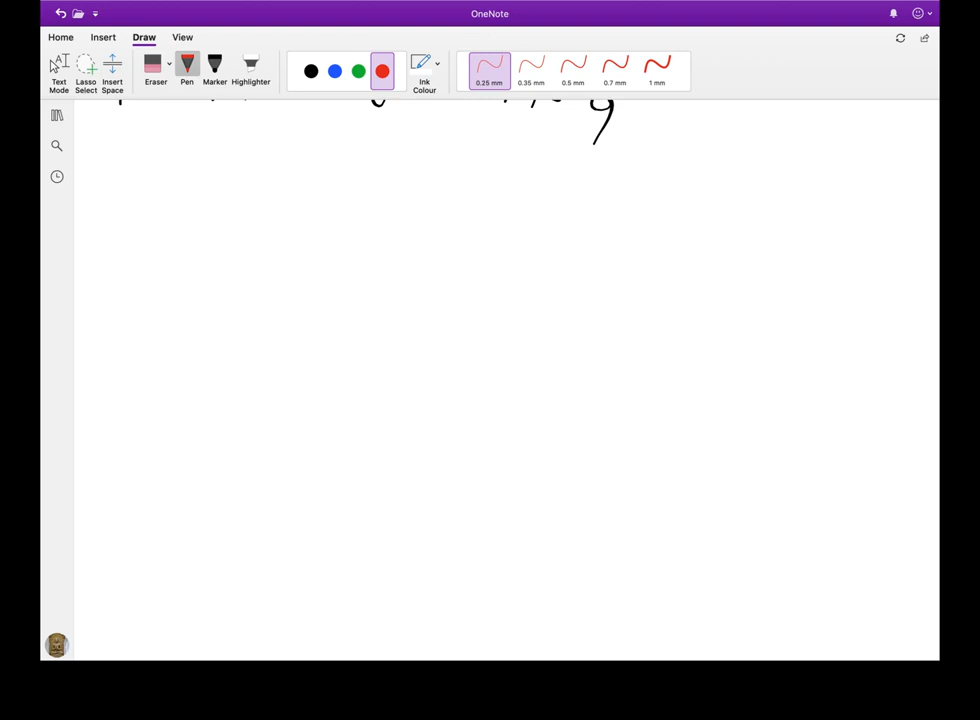 OneNote
Home Insert Draw View
Text Mode Lasso Select Insert Space Eraser Pen Marker Highlighter Ink Colour 0.25 mm 0.35 mm 0.5 mm 0.7 mm 1 mm